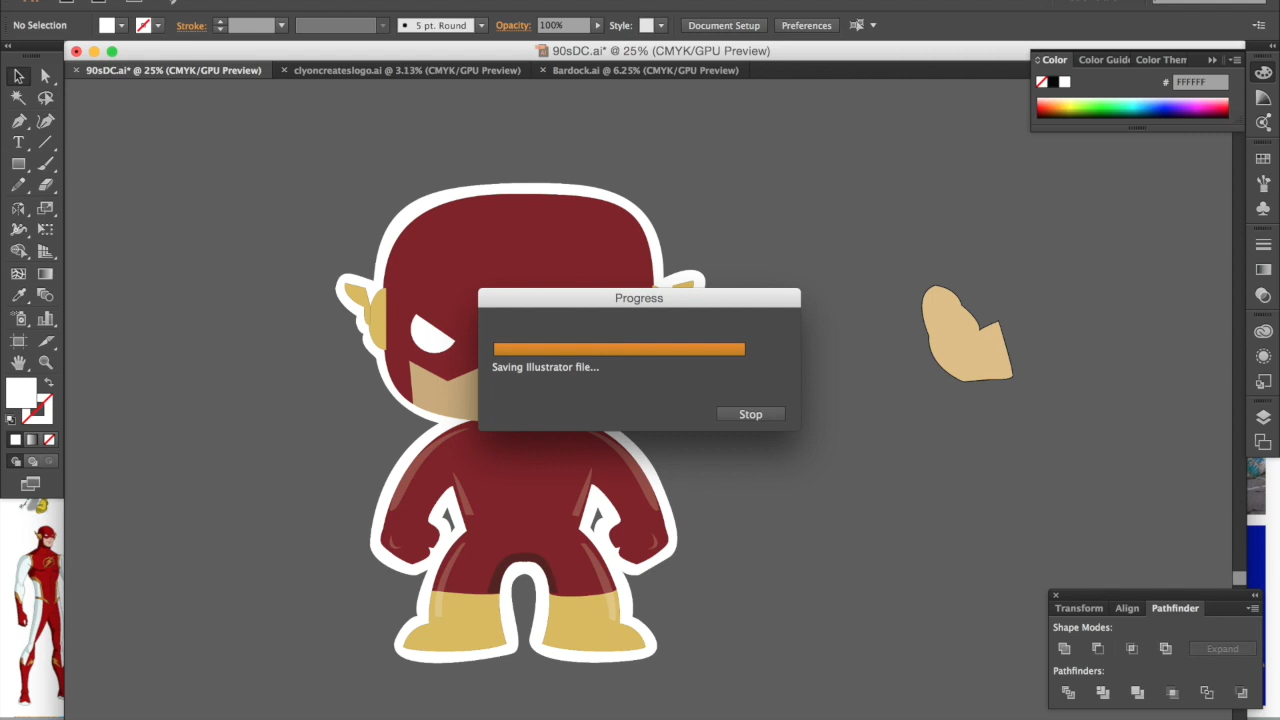 No Selection
Stroke:
5 pt. Round
Opacity: 100%
Style:
Document Setup
Preferences
90sDC.ai* @ 25% (CMYK/GPU Preview)
× 90sDC.ai* @ 25% (CMYK/GPU Preview)
× clyoncreateslogo.ai @ 3.13% (CMYK/GPU Preview)
× Bardock.ai @ 6.25% (CMYK/GPU Preview)
Color
Color Guid
Color Them
# FFFFFF
Progress
Saving Illustrator file...
Stop
Transform
Align
Pathfinder
Shape Modes:
Expand
Pathfinders: